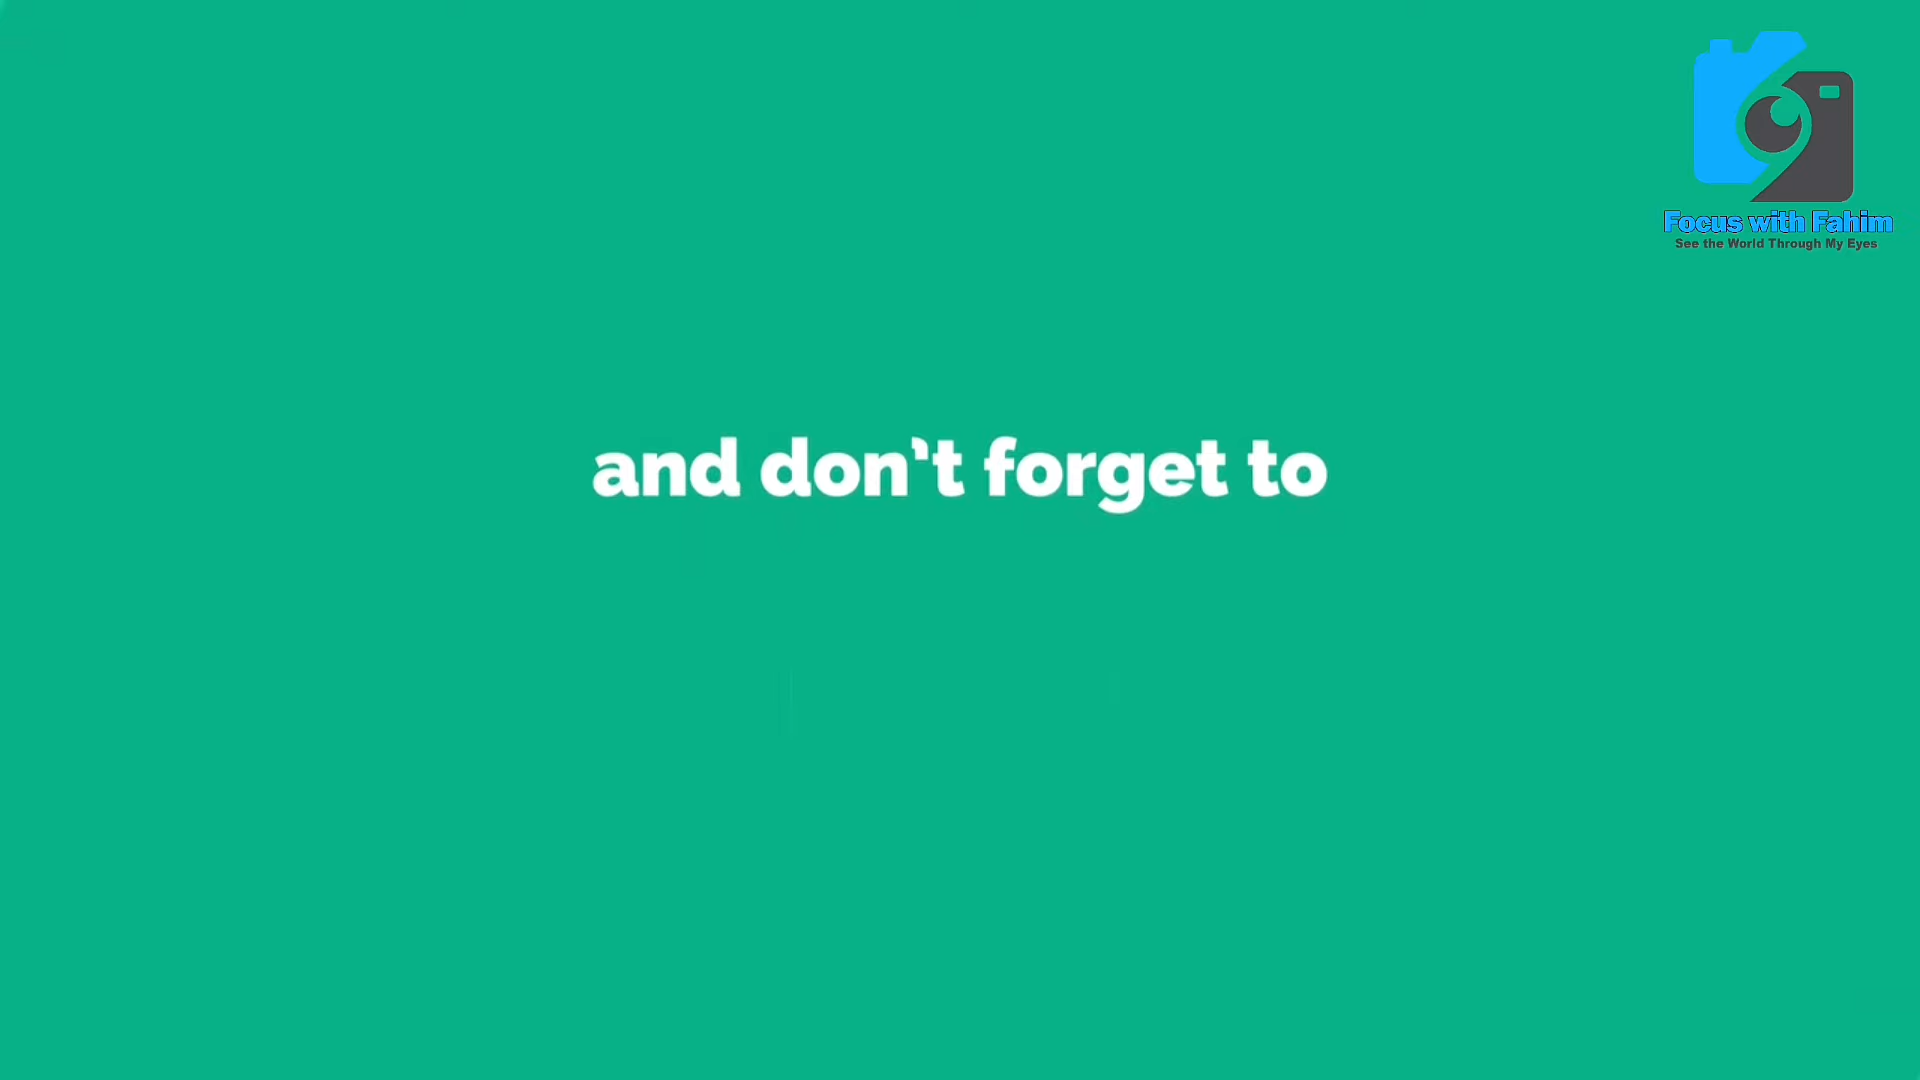 Focus with Fahim
See the World Through My Eyes
and don't forget to